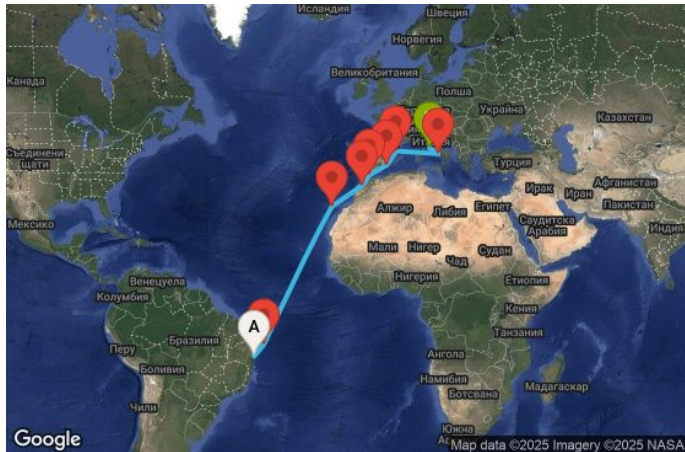 Исландия
Швеция
Норвегия
Канада
Великобритания
Полша
Украйна
Казахстан
Съединени
щати
Ит
Турция
Ирак
Иран
Афганистан
Пакистан
Мексико
Алжир
Либия
Египет
Саудитска
Арабия
Индия
Мали
Нигер
Чад
Судан
Венецуела
Колумбия
Нигерия
Етиопия
Кения
A
Перу
Бразилия
Танзания
Ангола
Боливия
Намибия
Ботсвана
Мадагаскар
Чили
Южна
Google
Map data ©2025 Imagery ©2025 NASA